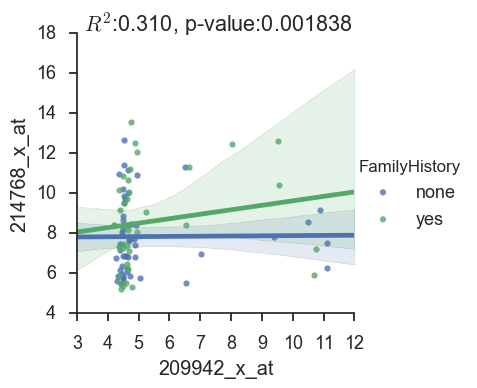 R²:0.310, p-value:0.001838
18
16
14
12
10
8
6
4
214768_x_at
3 4 5 6 7 8 9 10 11 12
209942_x_at
FamilyHistory
none
yes